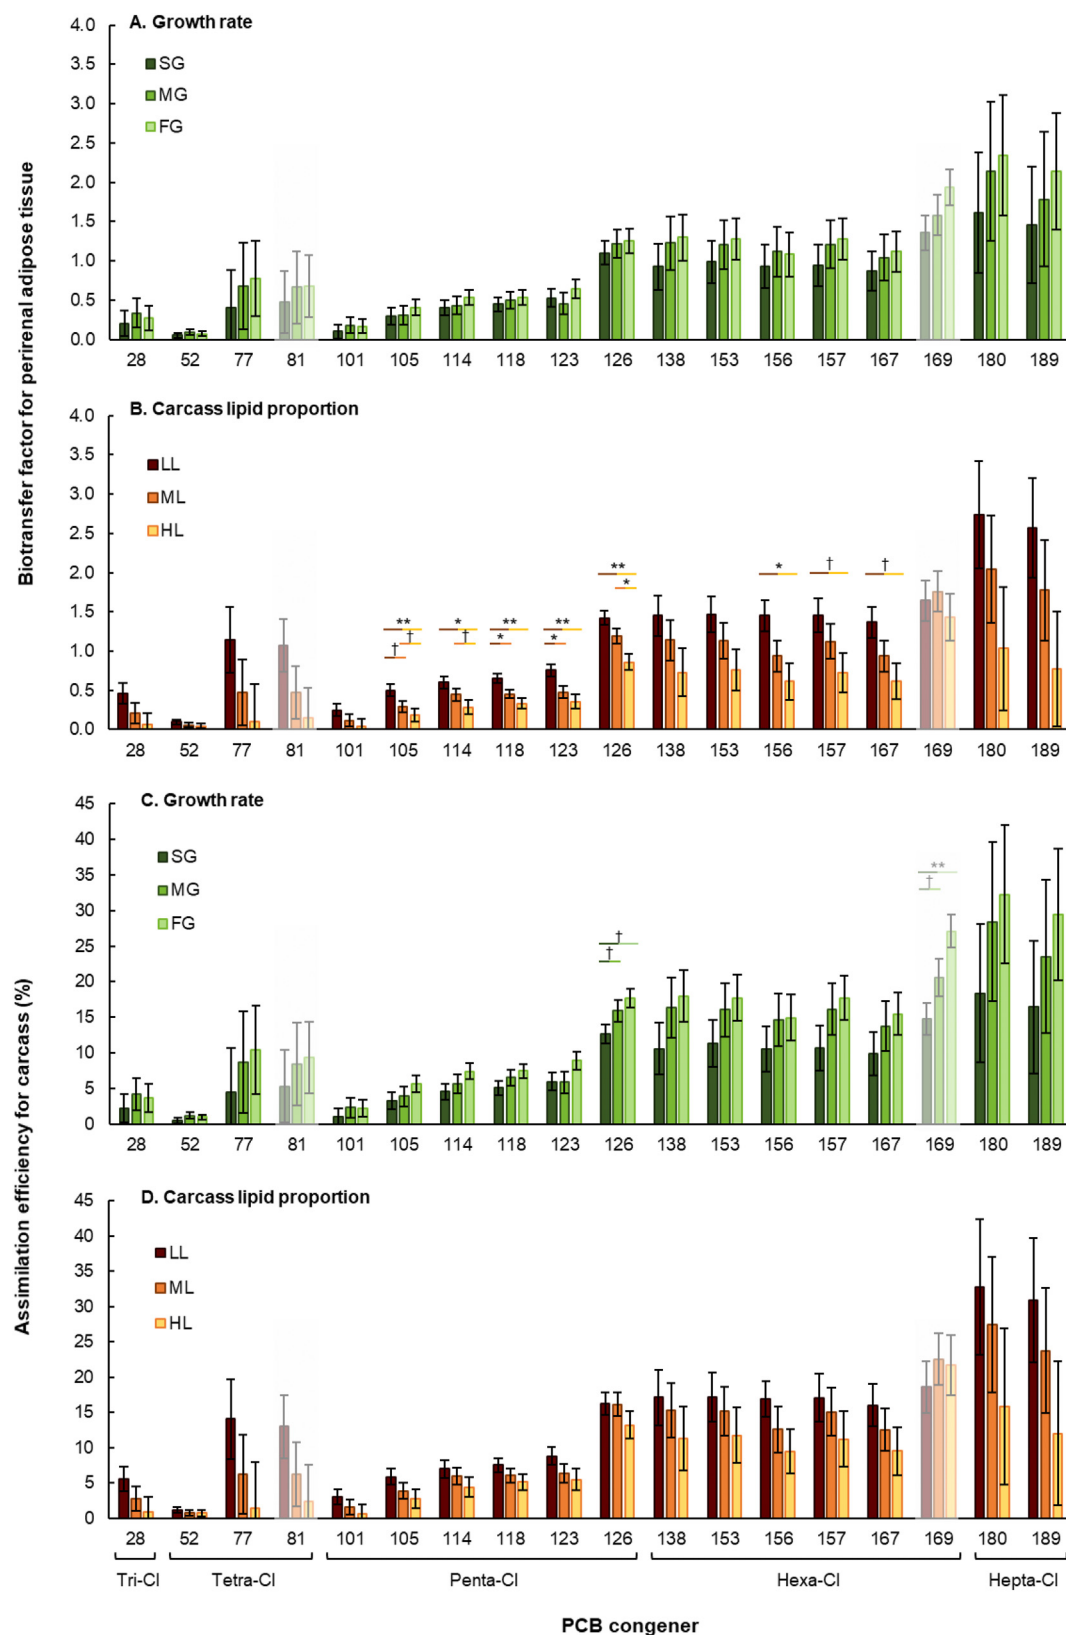 Biotransfer factor for perirenal adipose tissue
A. Growth rate
4.0
3.5
3.0
2.5
2.0
1.5
1.0
0.5
0.0
SG
MG
FG
28 52 77 81 101 105 114 118 123 126 138 153 156 157 167 169 180 189
B. Carcass lipid proportion
4.0
3.5
3.0
2.5
2.0
1.5
1.0
0.5
0.0
LL
ML
HL
** * ** ** ** * † †
† † † * * *
28 52 77 81 101 105 114 118 123 126 138 153 156 157 167 169 180 189
Assimilation efficiency for carcass (%)
C. Growth rate
45
40
35
30
25
20
15
10
5
0
SG
MG
FG
† **
† †
28 52 77 81 101 105 114 118 123 126 138 153 156 157 167 169 180 189
D. Carcass lipid proportion
45
40
35
30
25
20
15
10
5
0
LL
ML
HL
28 52 77 81 101 105 114 118 123 126 138 153 156 157 167 169 180 189
Tri-Cl Tetra-Cl Penta-Cl Hexa-Cl Hepta-Cl
PCB congener